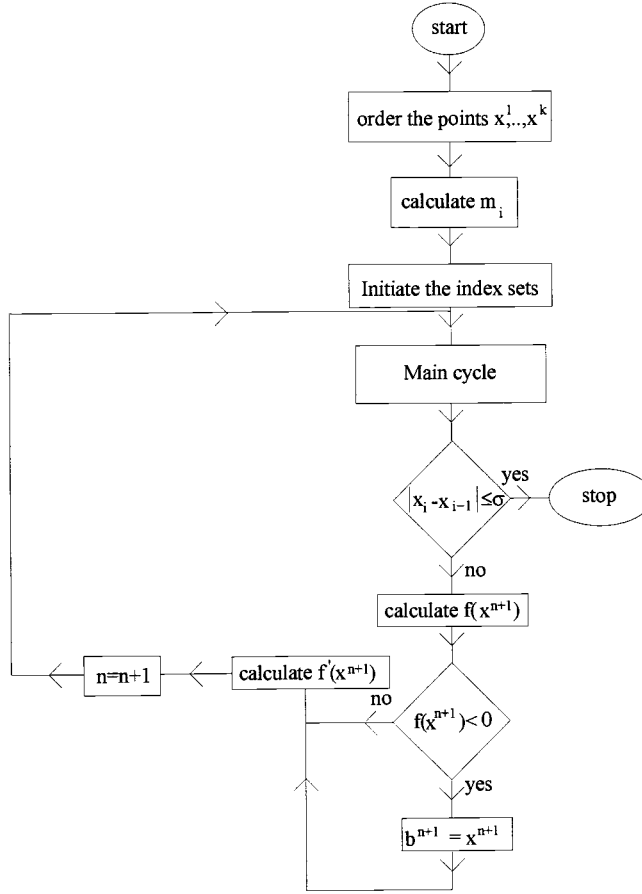 start
order the points x¹,..,xᵏ
calculate mᵢ
Initiate the index sets
Main cycle
|xᵢ -xᵢ₋₁| ≤σ
yes
stop
no
calculate f(xⁿ⁺¹)
n=n+1
calculate f'(xⁿ⁺¹)
no
f(xⁿ⁺¹)< 0
yes
bⁿ⁺¹ = xⁿ⁺¹